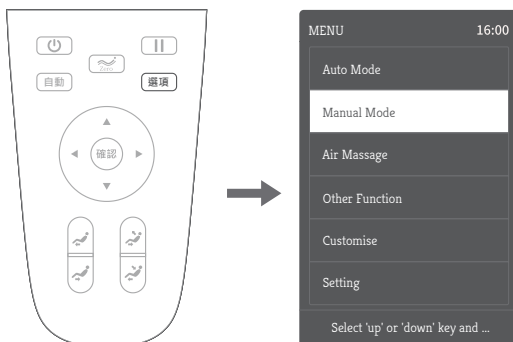 Zero
自動
選項
確認
MENU 16:00
Auto Mode
Manual Mode
Air Massage
Other Function
Customise
Setting
Select 'up' or 'down' key and ...